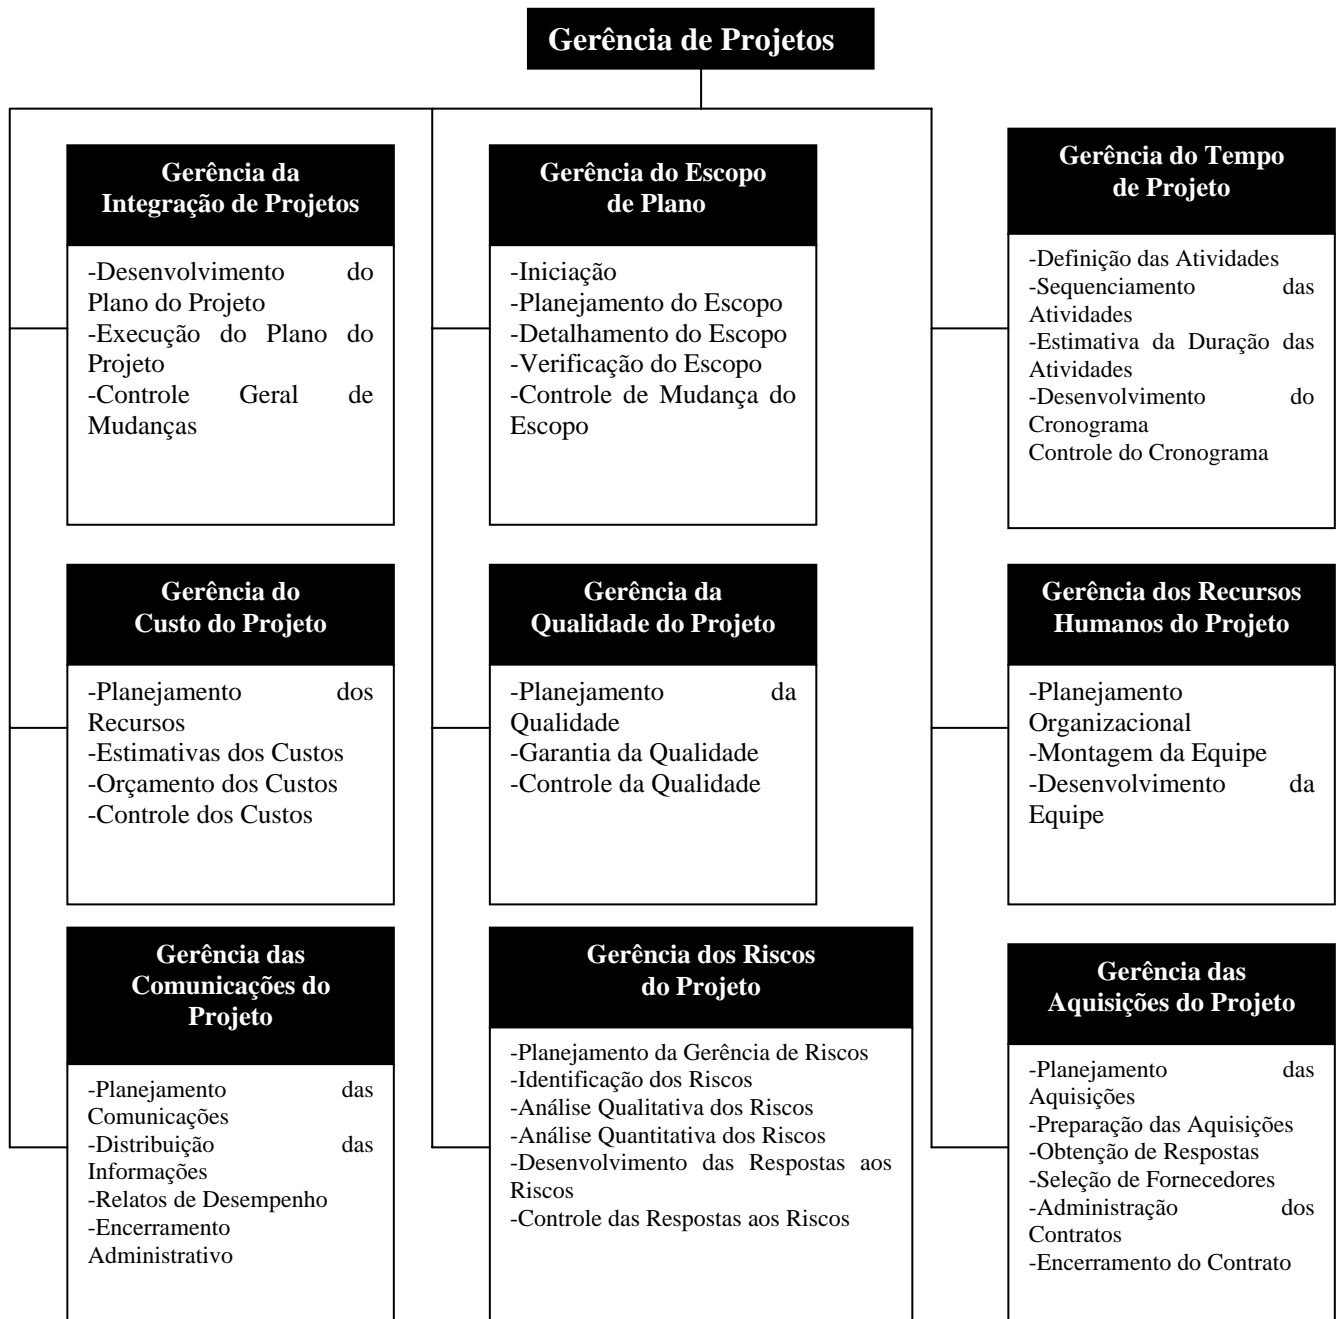 Gerência de Projetos
Gerência da
Integração de Projetos
-Desenvolvimento do
Plano do Projeto
-Execução do Plano do
Projeto
-Controle Geral de
Mudanças
Gerência do Escopo
de Plano
-Iniciação
-Planejamento do Escopo
-Detalhamento do Escopo
-Verificação do Escopo
-Controle de Mudança do
Escopo
Gerência do Tempo
de Projeto
-Definição das Atividades
-Sequenciamento das
Atividades
-Estimativa da Duração das
Atividades
-Desenvolvimento do
Cronograma
Controle do Cronograma
Gerência do
Custo do Projeto
-Planejamento dos
Recursos
-Estimativas dos Custos
-Orçamento dos Custos
-Controle dos Custos
Gerência da
Qualidade do Projeto
-Planejamento da
Qualidade
-Garantia da Qualidade
-Controle da Qualidade
Gerência dos Recursos
Humanos do Projeto
-Planejamento
Organizacional
-Montagem da Equipe
-Desenvolvimento da
Equipe
Gerência das
Comunicações do
Projeto
-Planejamento das
Comunicações
-Distribuição das
Informações
-Relatos de Desempenho
-Encerramento
Administrativo
Gerência dos Riscos
do Projeto
-Planejamento da Gerência de Riscos
-Identificação dos Riscos
-Análise Qualitativa dos Riscos
-Análise Quantitativa dos Riscos
-Desenvolvimento das Respostas aos
Riscos
-Controle das Respostas aos Riscos
Gerência das
Aquisições do Projeto
-Planejamento das
Aquisições
-Preparação das Aquisições
-Obtenção de Respostas
-Seleção de Fornecedores
-Administração dos
Contratos
-Encerramento do Contrato